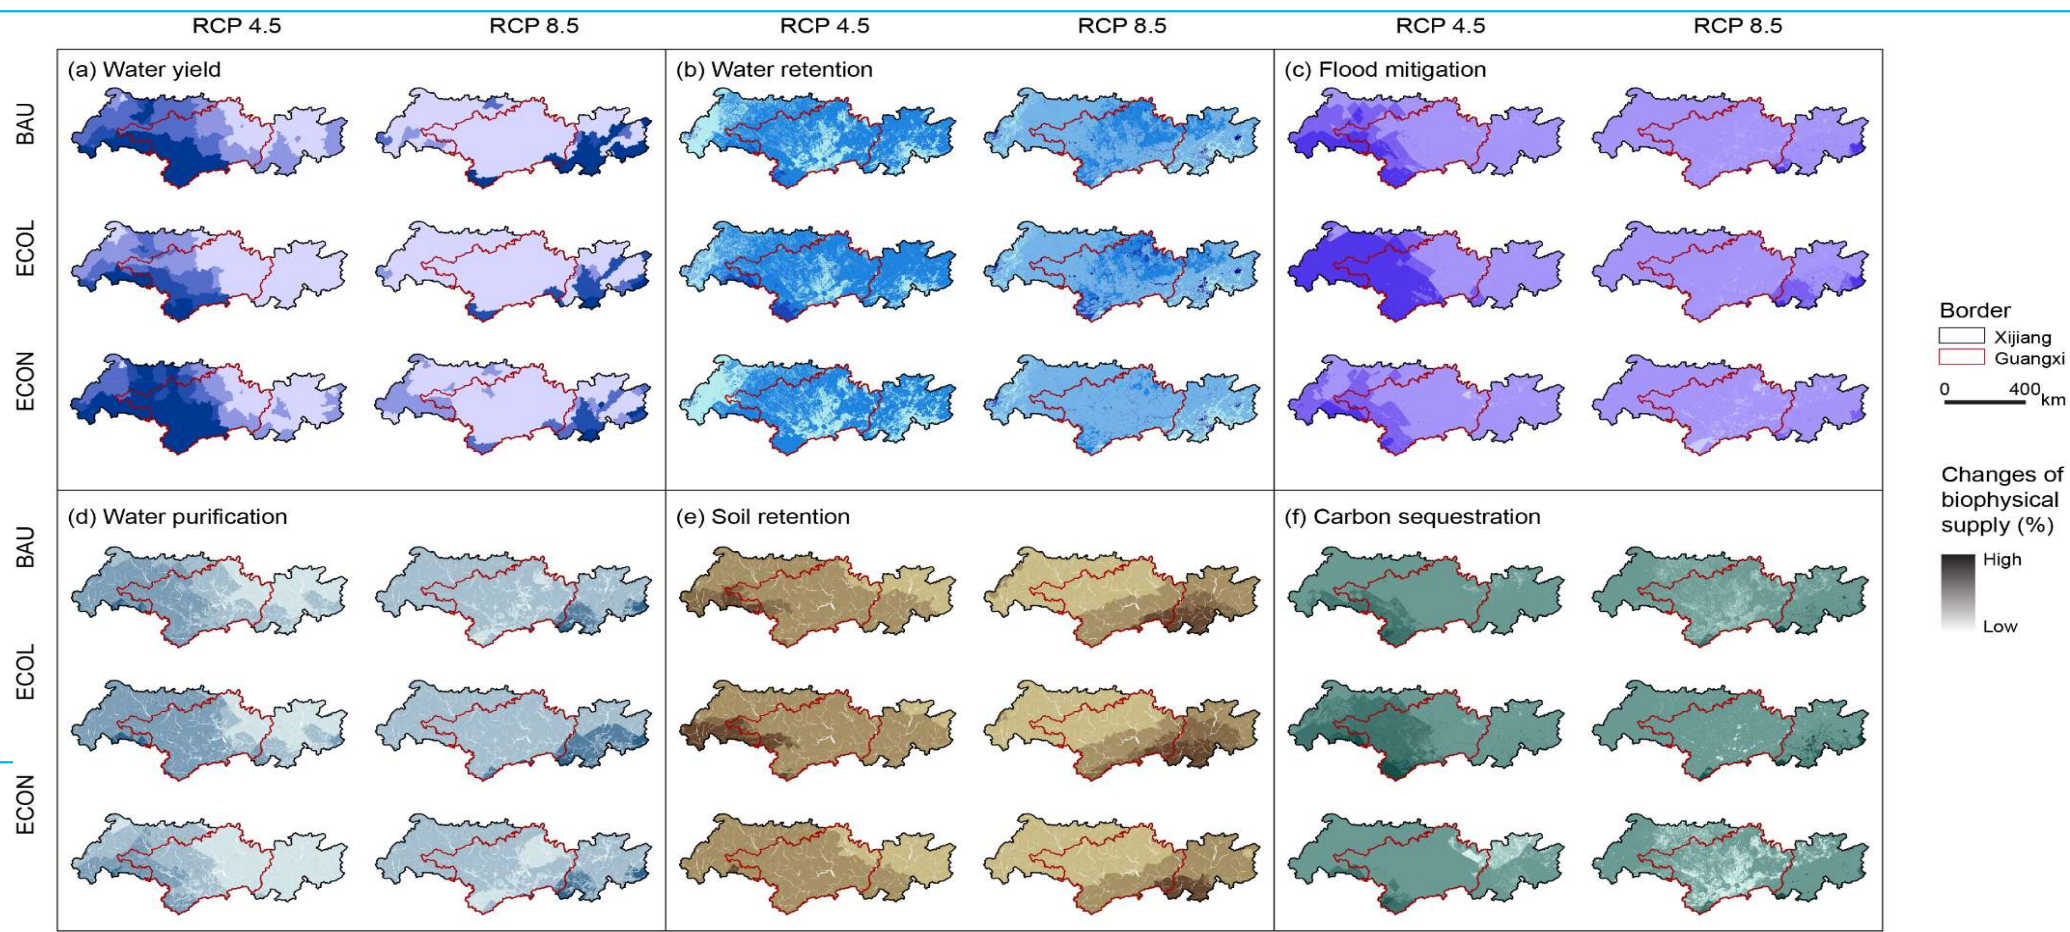 RCP 4.5
RCP 8.5
RCP 4.5
RCP 8.5
RCP 4.5
RCP 8.5
(a) Water yield
(b) Water retention
(c) Flood mitigation
BAU
ECOL
ECON
Border
Xijiang
Guangxi
0 400 km
Changes of
biophysical
supply (%)
High
Low
(d) Water purification
(e) Soil retention
(f) Carbon sequestration
BAU
ECOL
ECON